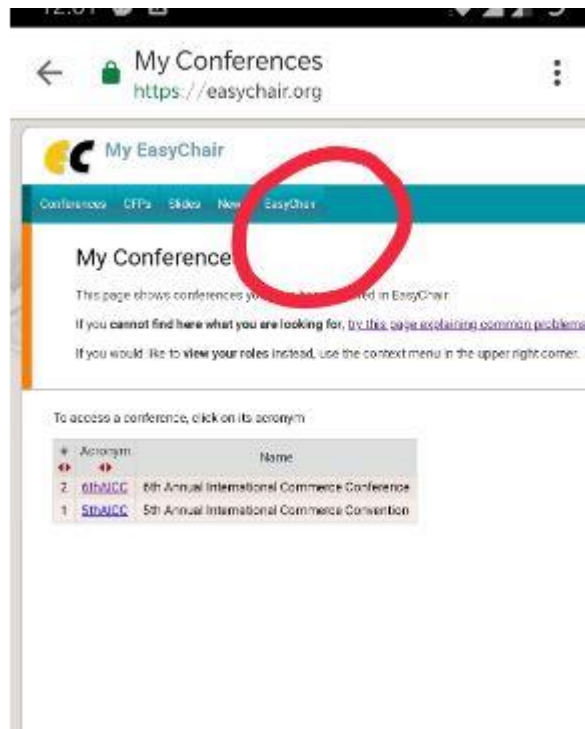 My Conferences
https://easychair.org
My EasyChair
Conferences CFPs Slides EasyChair
My Conference
This page shows conferences in EasyChair
If you cannot find here what you are looking for, try this page explaining common problems
If you would like to view your roles instead, use the context menu in the upper right corner.
To access a conference, click on its acronym
# Acronym Name
2 6thAICC 6th Annual International Commerce Conference
1 5thAICC 5th Annual International Commerce Convention